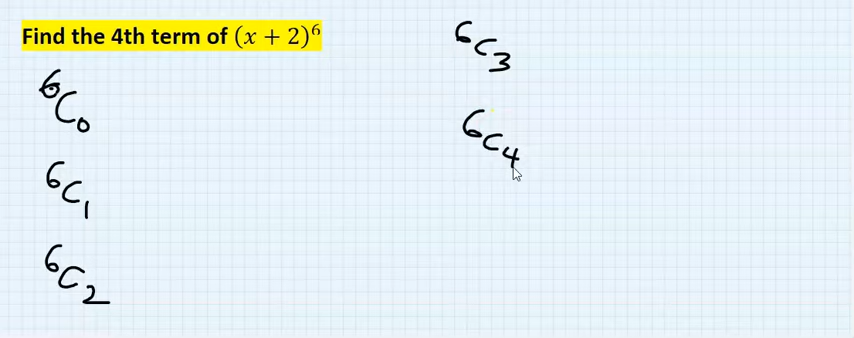 Find the 4th term of (x + 2)⁶
⁶C₀
⁶C₁
⁶C₂
⁶C₃
⁶C₄